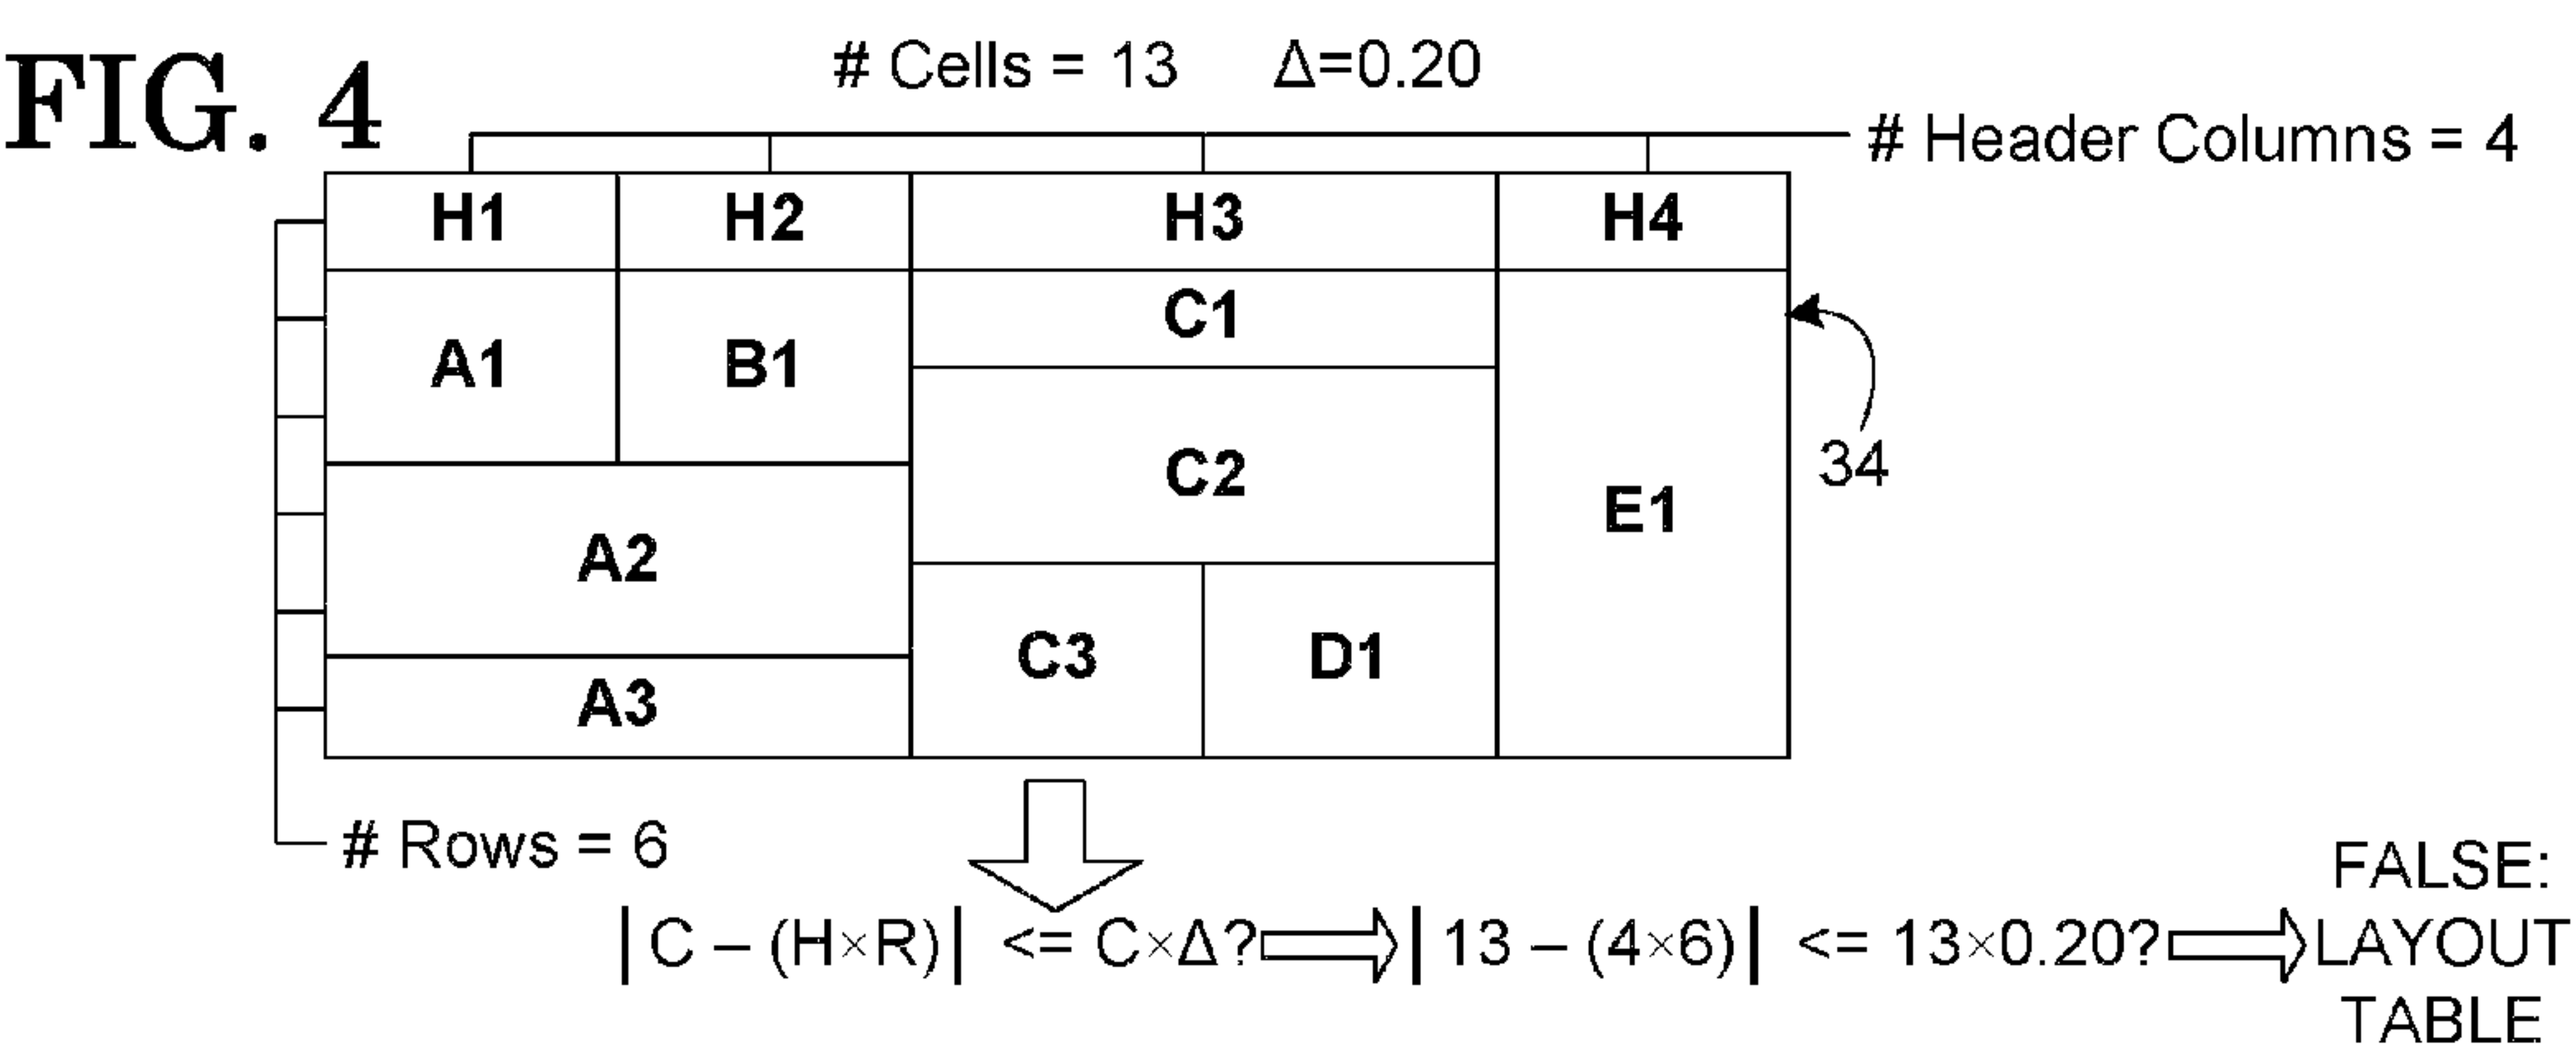 FIG. 4
# Cells = 13 Δ=0.20
# Header Columns = 4
H1 H2 H3 H4
C1
A1 B1
34
C2
E1
A2
C3 D1
A3
# Rows = 6
FALSE:
|C – (H×R)| <= C×Δ? |13 – (4×6)| <= 13×0.20? LAYOUT
TABLE